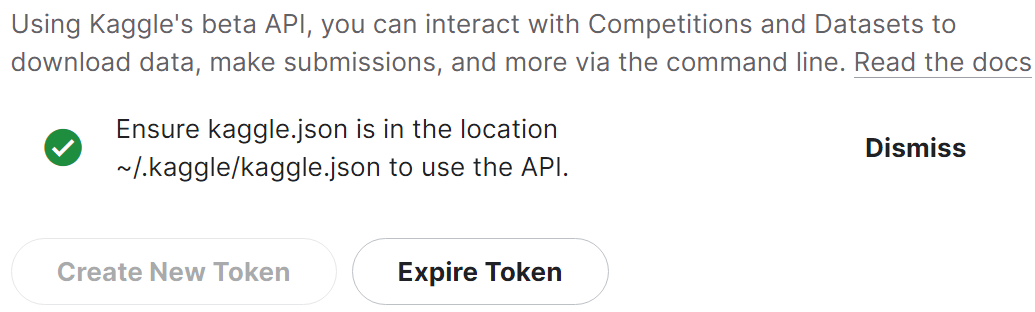 Using Kaggle's beta API, you can interact with Competitions and Datasets to
download data, make submissions, and more via the command line. Read the docs
Ensure kaggle.json is in the location
~/.kaggle/kaggle.json to use the API.
Dismiss
Create New Token
Expire Token